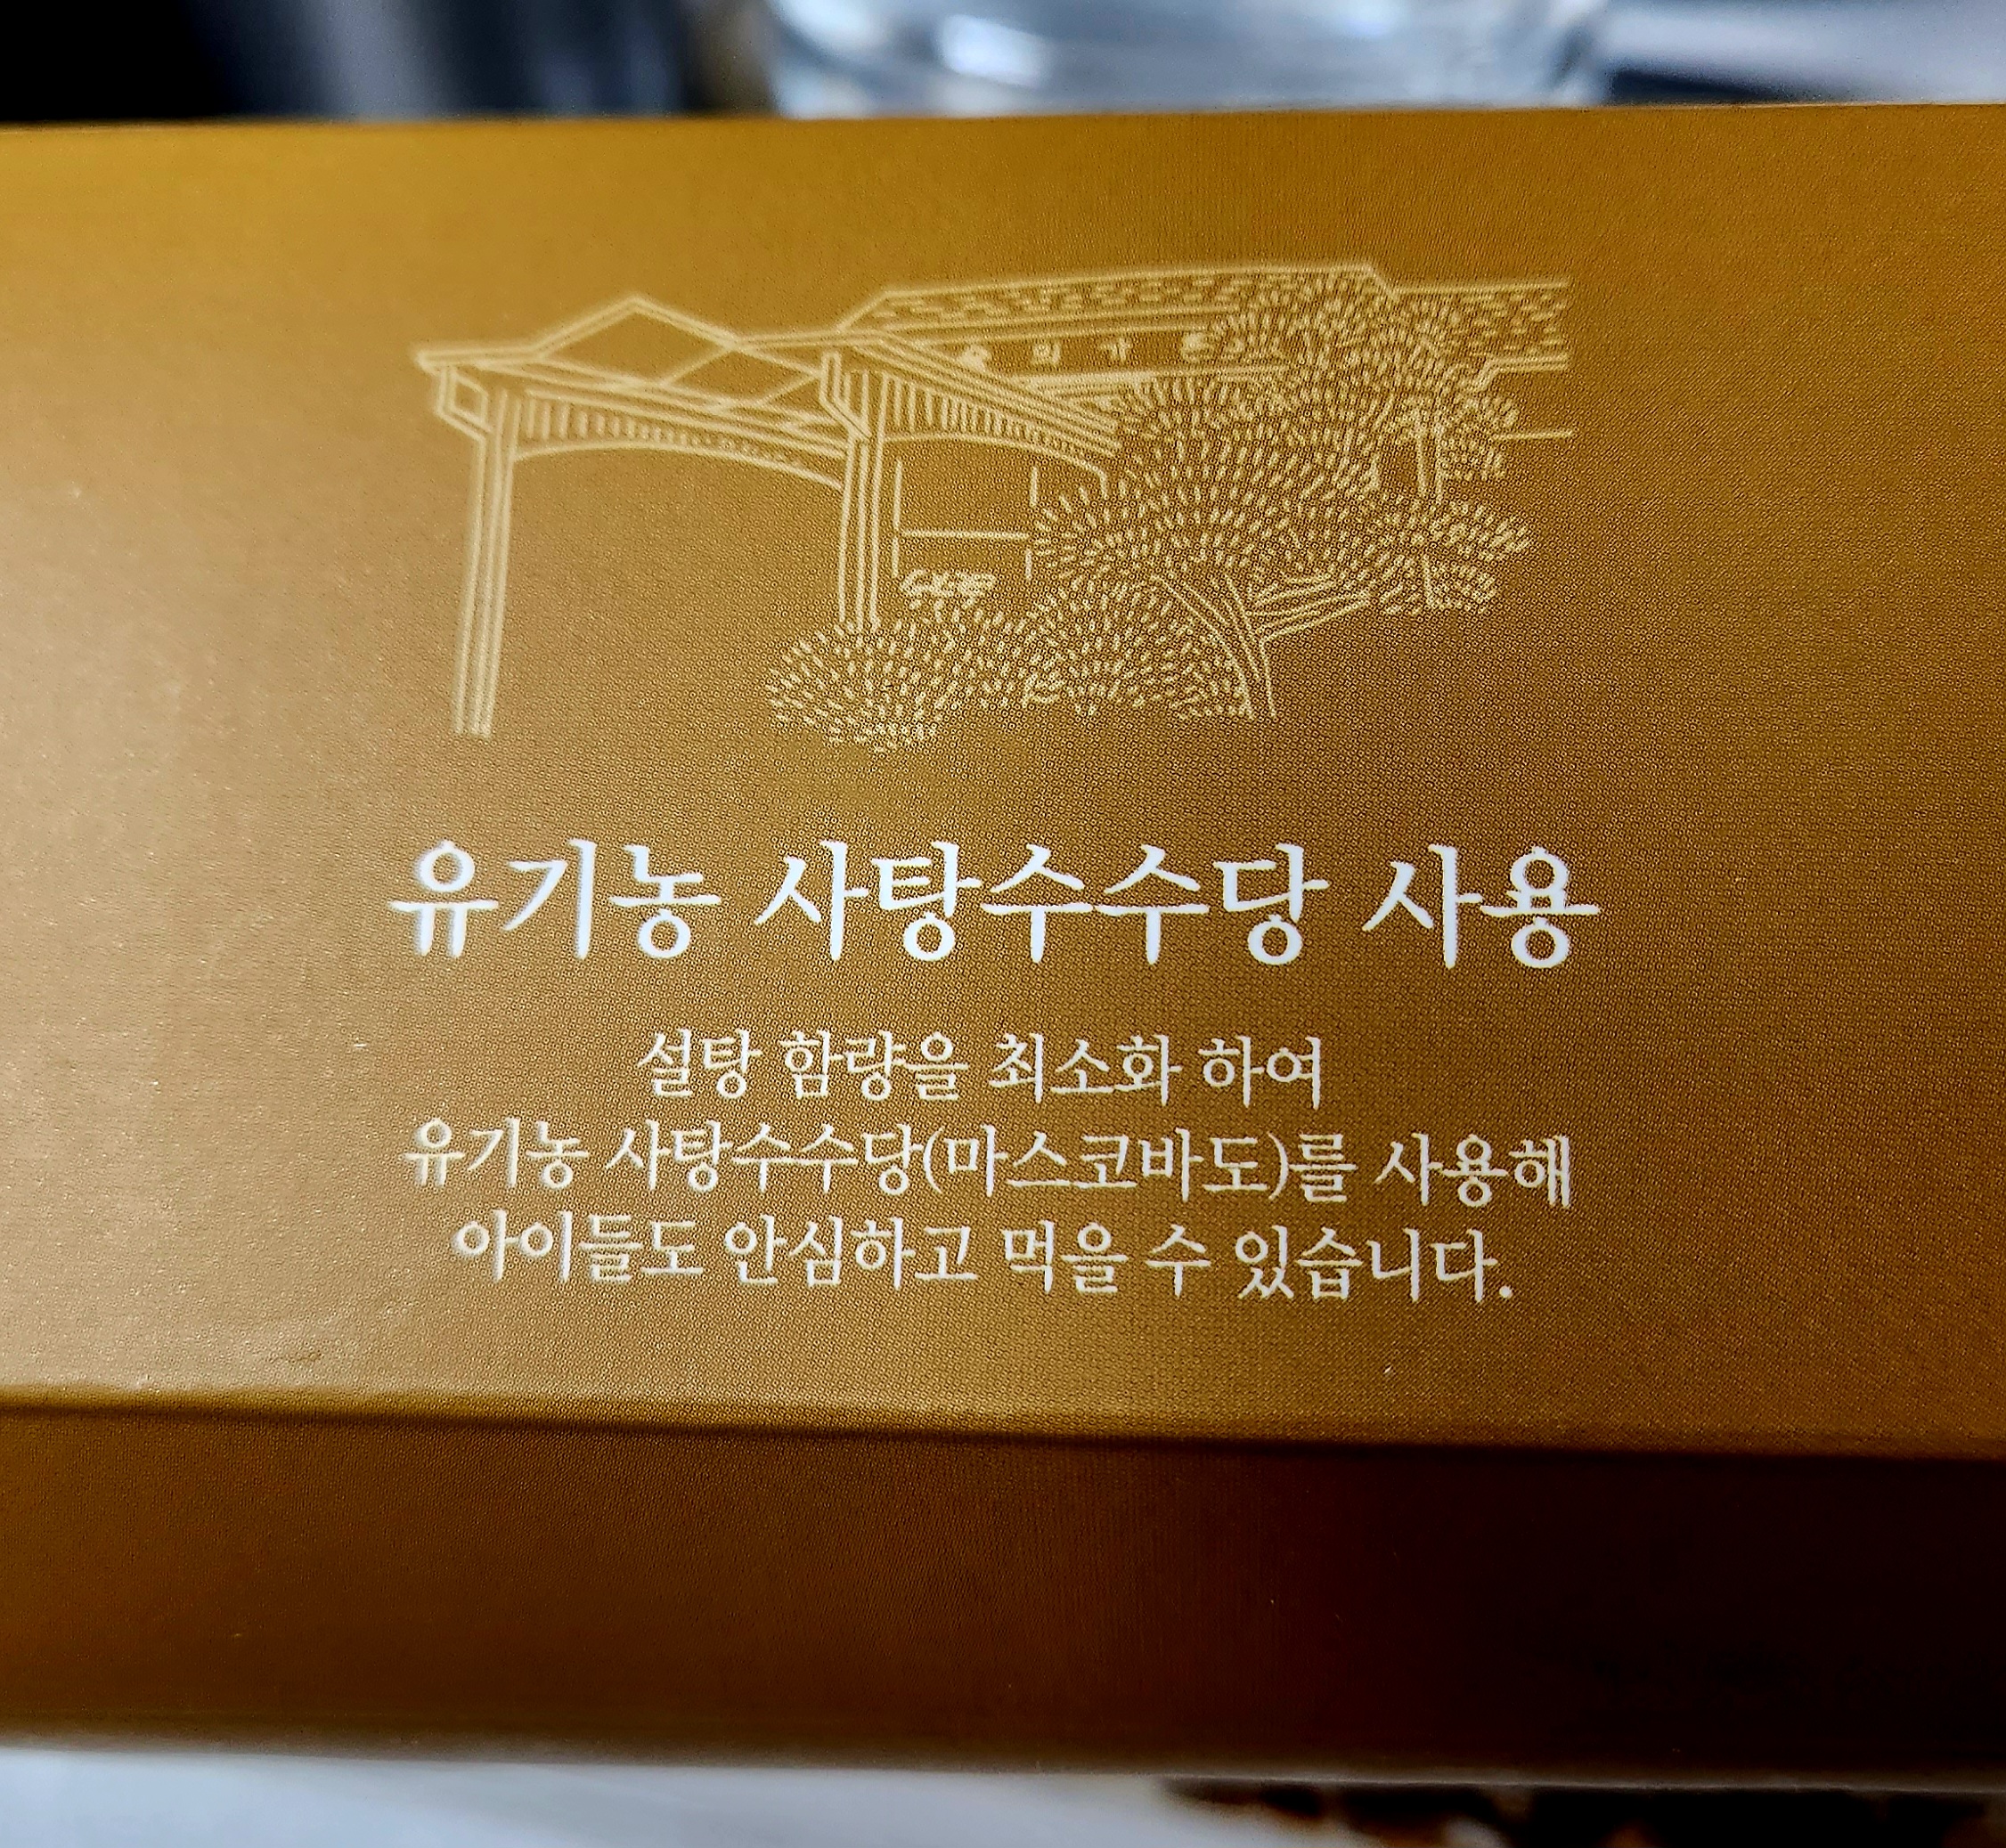 유기농 사탕수수당 사용
설탕 함량을 최소화 하여
유기농 사탕수수당(마스코바도)를 사용해
아이들도 안심하고 먹을 수 있습니다.